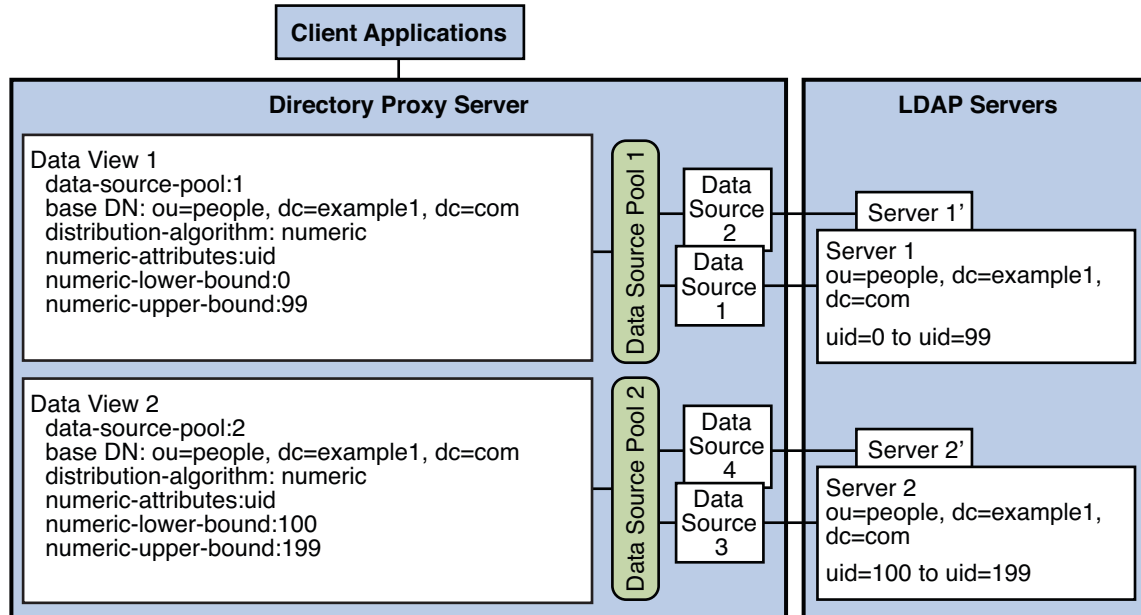 Client Applications
Directory Proxy Server
Data View 1
data-source-pool:1
base DN: ou=people, dc=example1, dc=com
distribution-algorithm: numeric
numeric-attributes:uid
numeric-lower-bound:0
numeric-upper-bound:99
Data Source Pool 1
Data
Source
2
Data
Source
1
Data View 2
data-source-pool:2
base DN: ou=people, dc=example1, dc=com
distribution-algorithm: numeric
numeric-attributes:uid
numeric-lower-bound:100
numeric-upper-bound:199
Data Source Pool 2
Data
Source
4
Data
Source
3
LDAP Servers
Server 1’
Server 1
ou=people, dc=example1,
dc=com
uid=0 to uid=99
Server 2’
Server 2
ou=people, dc=example1,
dc=com
uid=100 to uid=199